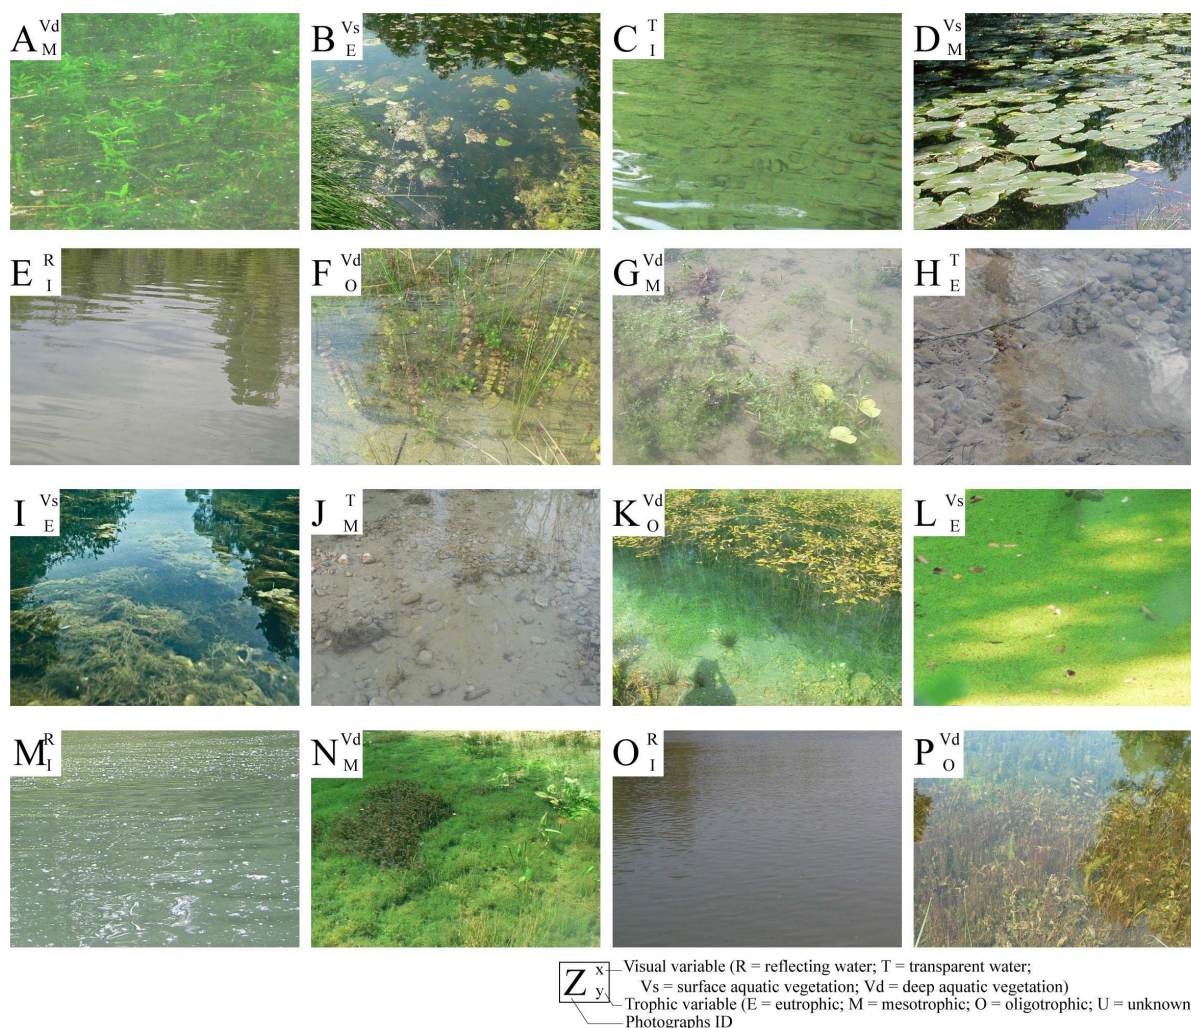 A Vd M
B Vs E
C T I
D Vs M
E R I
F Vd O
G Vd M
H T E
I Vs E
J T M
K Vd O
L Vs E
M R I
N Vd M
O R I
P Vd O
Z x y
Visual variable (R = reflecting water; T = transparent water;
Vs = surface aquatic vegetation; Vd = deep aquatic vegetation)
Trophic variable (E = eutrophic; M = mesotrophic; O = oligotrophic; U = unknown
Photographs ID